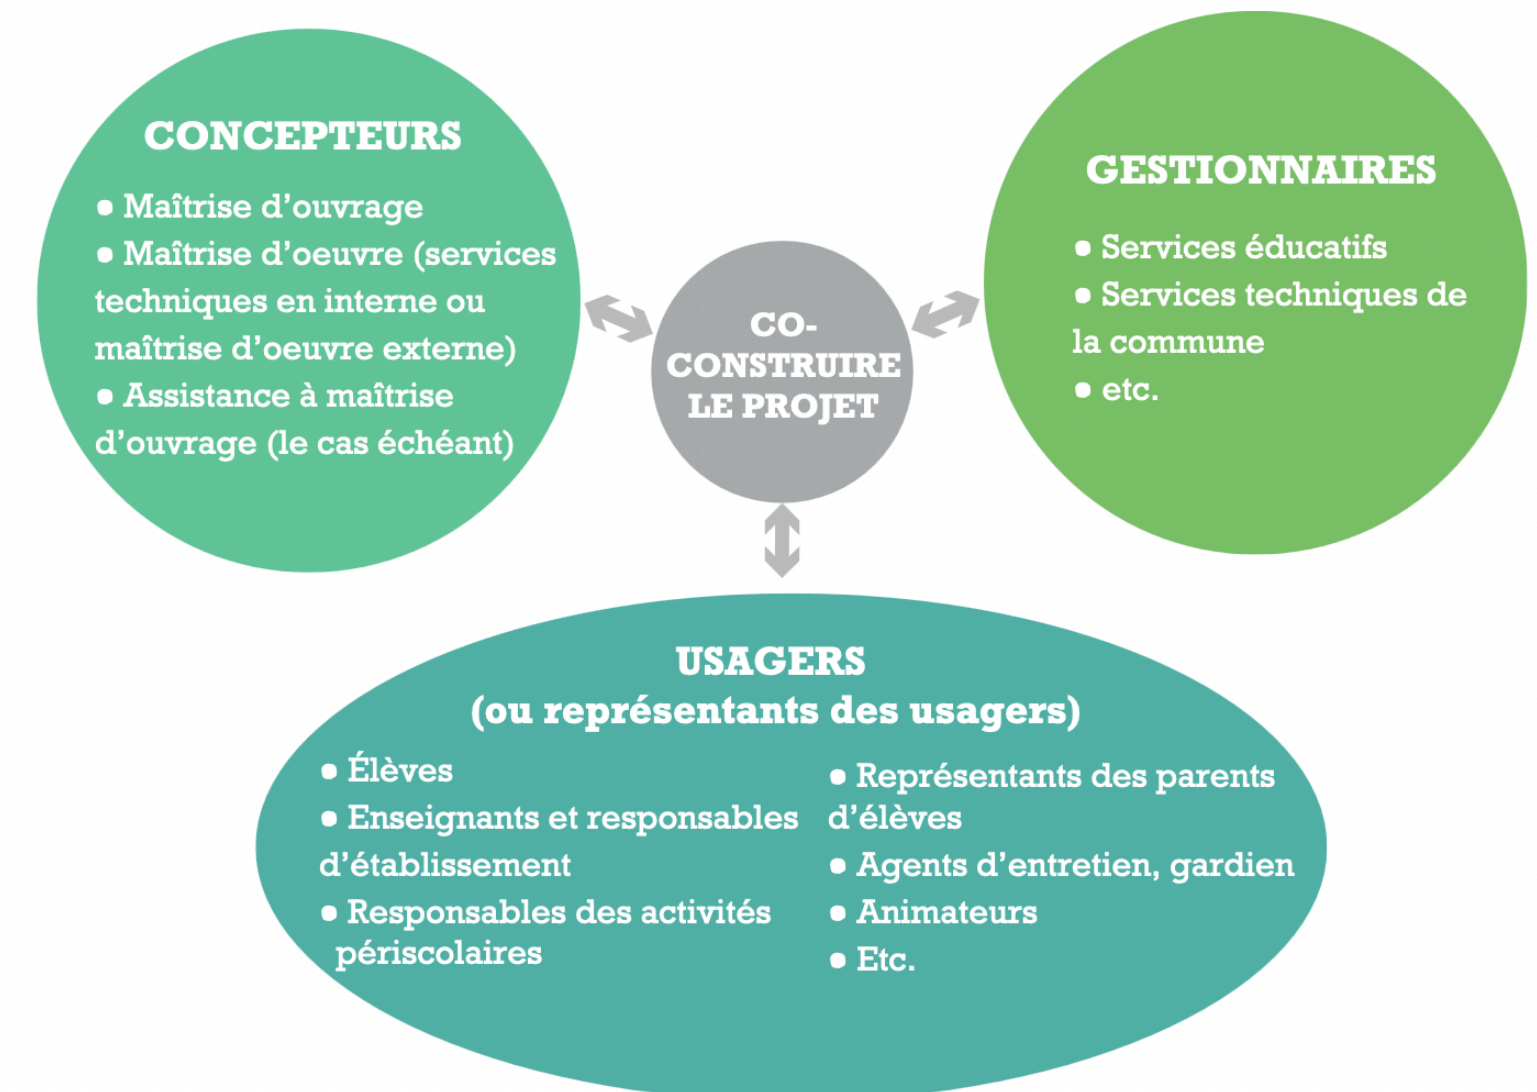 CONCEPTEURS
● Maîtrise d’ouvrage
● Maîtrise d’oeuvre (services
techniques en interne ou
maîtrise d’oeuvre externe)
● Assistance à maîtrise
d’ouvrage (le cas échéant)
CO-
CONSTRUIRE
LE PROJET
GESTIONNAIRES
● Services éducatifs
● Services techniques de
la commune
● etc.
USAGERS
(ou représentants des usagers)
● Élèves
● Enseignants et responsables
d’établissement
● Responsables des activités
périscolaires
● Représentants des parents
d’élèves
● Agents d’entretien, gardien
● Animateurs
● Etc.